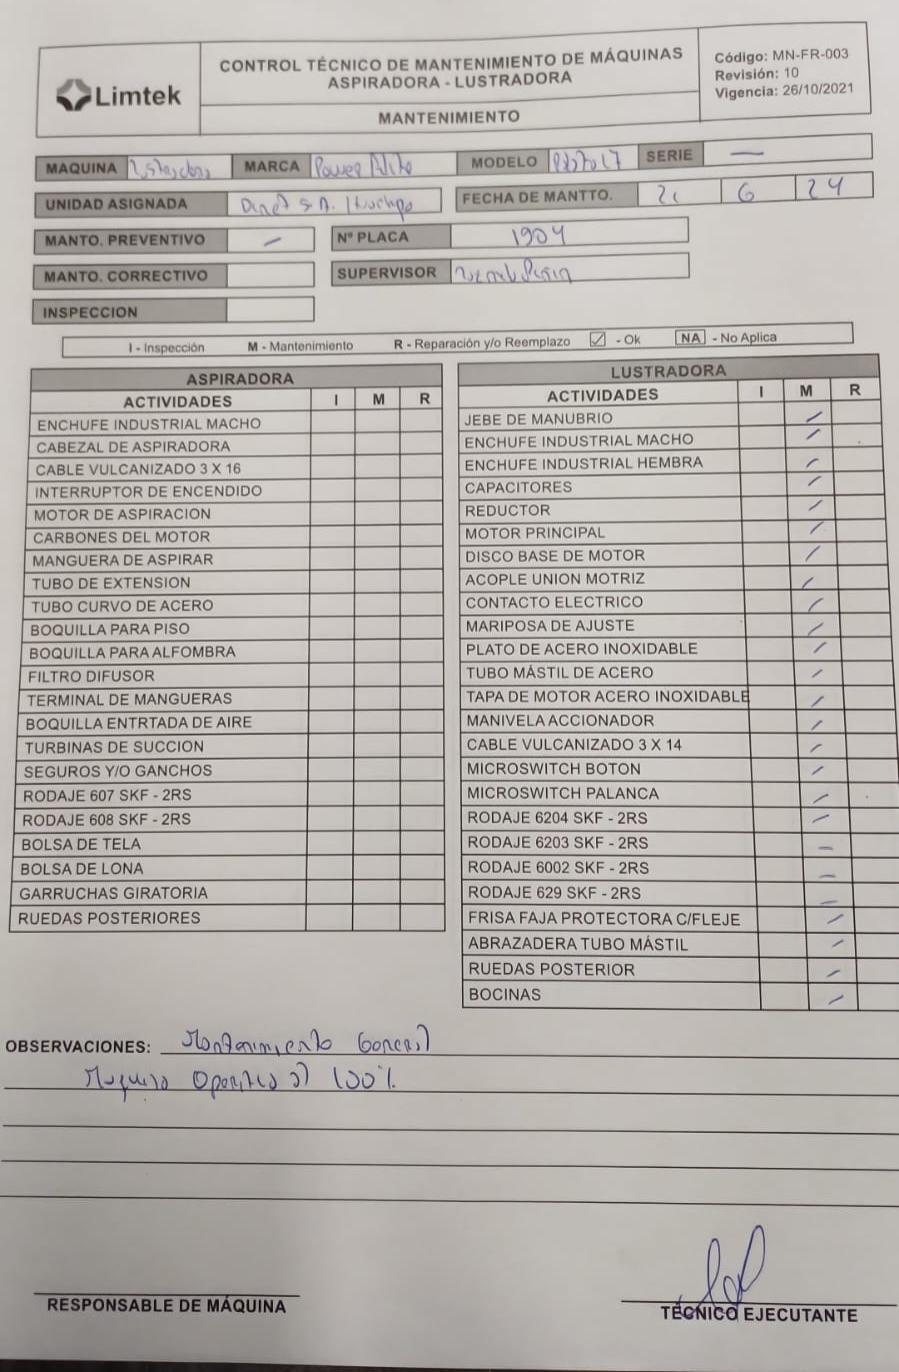 Limtek
CONTROL TÉCNICO DE MANTENIMIENTO DE MÁQUINAS
ASPIRADORA - LUSTRADORA
MANTENIMIENTO
Código: MN-FR-003
Revisión: 10
Vigencia: 26/10/2021
MAQUINA Lustradora MARCA Power MODELO SERIE —
UNIDAD ASIGNADA FECHA DE MANTTO. 6 24
MANTO. PREVENTIVO — Nº PLACA 1904
MANTO. CORRECTIVO SUPERVISOR
INSPECCION
I - Inspección M - Mantenimiento R - Reparación y/o Reemplazo ☑ - Ok NA - No Aplica
ASPIRADORA
ACTIVIDADES I M R
ENCHUFE INDUSTRIAL MACHO
CABEZAL DE ASPIRADORA
CABLE VULCANIZADO 3 X 16
INTERRUPTOR DE ENCENDIDO
MOTOR DE ASPIRACION
CARBONES DEL MOTOR
MANGUERA DE ASPIRAR
TUBO DE EXTENSION
TUBO CURVO DE ACERO
BOQUILLA PARA PISO
BOQUILLA PARA ALFOMBRA
FILTRO DIFUSOR
TERMINAL DE MANGUERAS
BOQUILLA ENTRTADA DE AIRE
TURBINAS DE SUCCION
SEGUROS Y/O GANCHOS
RODAJE 607 SKF - 2RS
RODAJE 608 SKF - 2RS
BOLSA DE TELA
BOLSA DE LONA
GARRUCHAS GIRATORIA
RUEDAS POSTERIORES
LUSTRADORA
ACTIVIDADES I M R
JEBE DE MANUBRIO
ENCHUFE INDUSTRIAL MACHO
ENCHUFE INDUSTRIAL HEMBRA
CAPACITORES
REDUCTOR
MOTOR PRINCIPAL
DISCO BASE DE MOTOR
ACOPLE UNION MOTRIZ
CONTACTO ELECTRICO
MARIPOSA DE AJUSTE
PLATO DE ACERO INOXIDABLE
TUBO MÁSTIL DE ACERO
TAPA DE MOTOR ACERO INOXIDABLE
MANIVELA ACCIONADOR
CABLE VULCANIZADO 3 X 14
MICROSWITCH BOTON
MICROSWITCH PALANCA
RODAJE 6204 SKF - 2RS
RODAJE 6203 SKF - 2RS
RODAJE 6002 SKF - 2RS
RODAJE 629 SKF - 2RS
FRISA FAJA PROTECTORA C/FLEJE
ABRAZADERA TUBO MÁSTIL
RUEDAS POSTERIOR
BOCINAS
OBSERVACIONES: Mantenimiento General
Maquina Operativa al 100%.
RESPONSABLE DE MÁQUINA
TÉCNICO EJECUTANTE